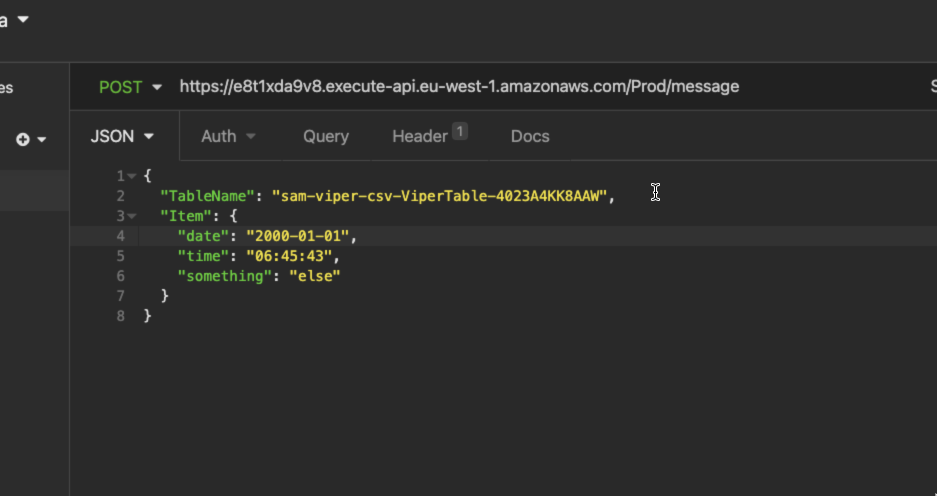 a
POST https://e8t1xda9v8.execute-api.eu-west-1.amazonaws.com/Prod/message S
es
JSON Auth Query Header 1 Docs
1 {
2 "TableName": "sam-viper-csv-ViperTable-4023A4KK8AAW",
3 "Item": {
4 "date": "2000-01-01",
5 "time": "06:45:43",
6 "something": "else"
7 }
8 }